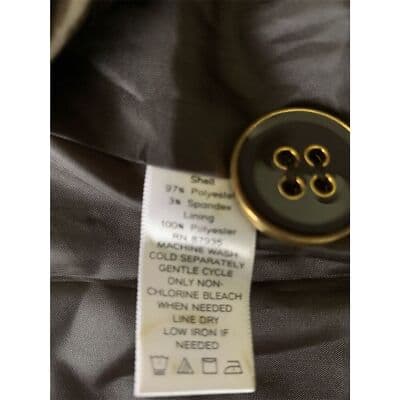 Shell
97% Polyester
3% Spandex
Lining
100% Polyester
RN 87935
MACHINE WASH
COLD SEPARATELY
GENTLE CYCLE
ONLY NON-
CHLORINE BLEACH
WHEN NEEDED
LINE DRY
LOW IRON IF
NEEDED